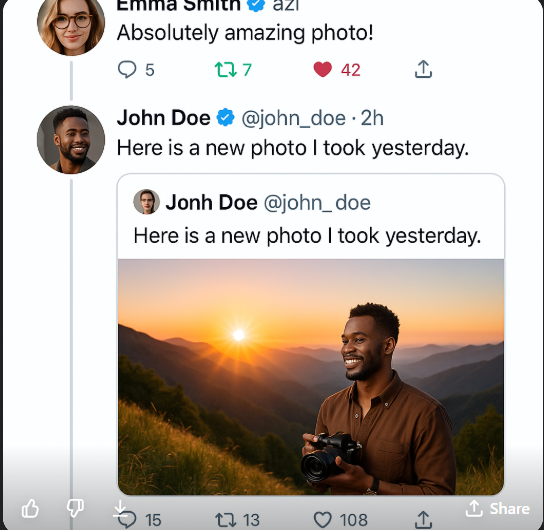 Emma Smith azi
Absolutely amazing photo!
5 7 42
John Doe @john_doe · 2h
Here is a new photo I took yesterday.
Jonh Doe @john_doe
Here is a new photo I took yesterday.
15 13 108
Share